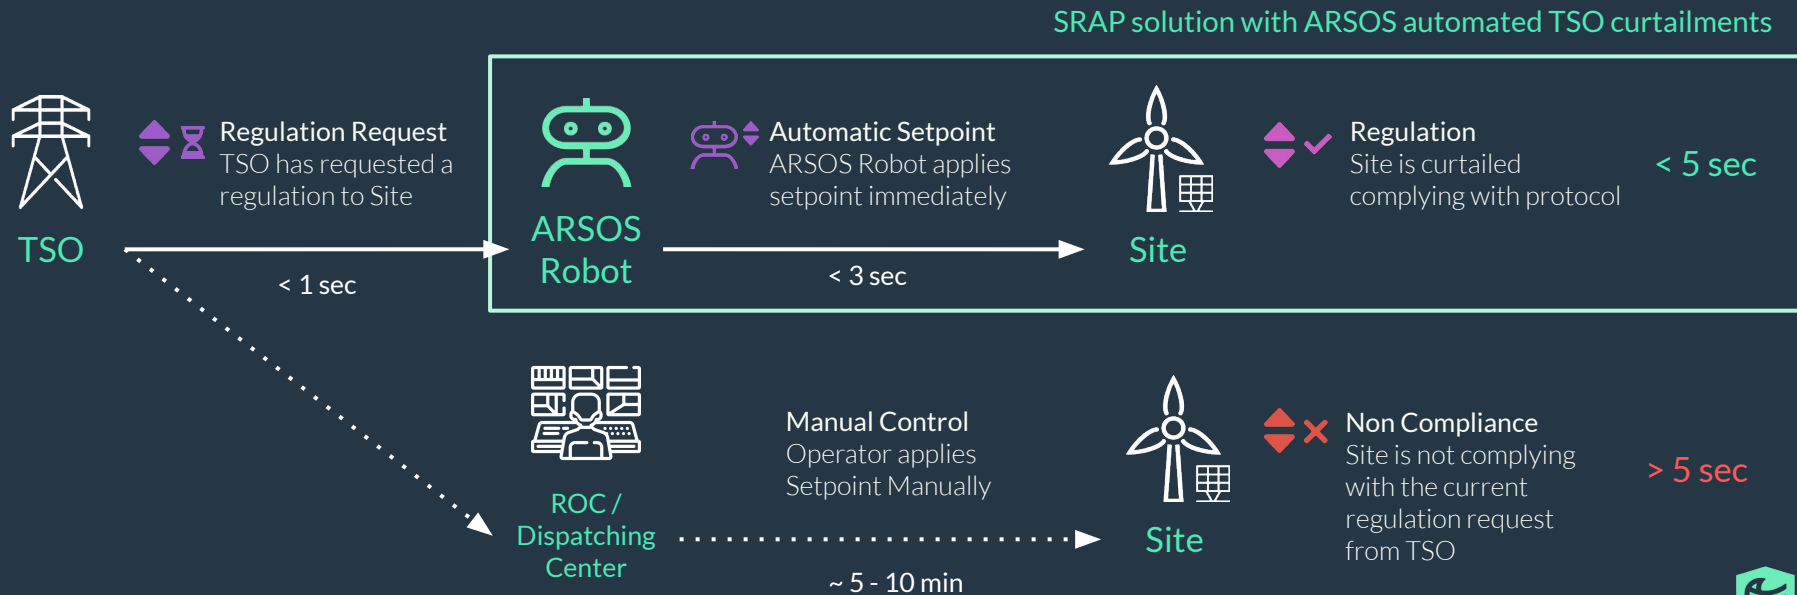 SRAP solution with ARSOS automated TSO curtailments
TSO
Regulation Request
TSO has requested a
regulation to Site
< 1 sec
ARSOS
Robot
Automatic Setpoint
ARSOS Robot applies
setpoint immediately
< 3 sec
Site
Regulation
Site is curtailed
complying with protocol
< 5 sec
ROC /
Dispatching
Center
Manual Control
Operator applies
Setpoint Manually
~ 5 - 10 min
Site
Non Compliance
Site is not complying
with the current
regulation request
from TSO
> 5 sec